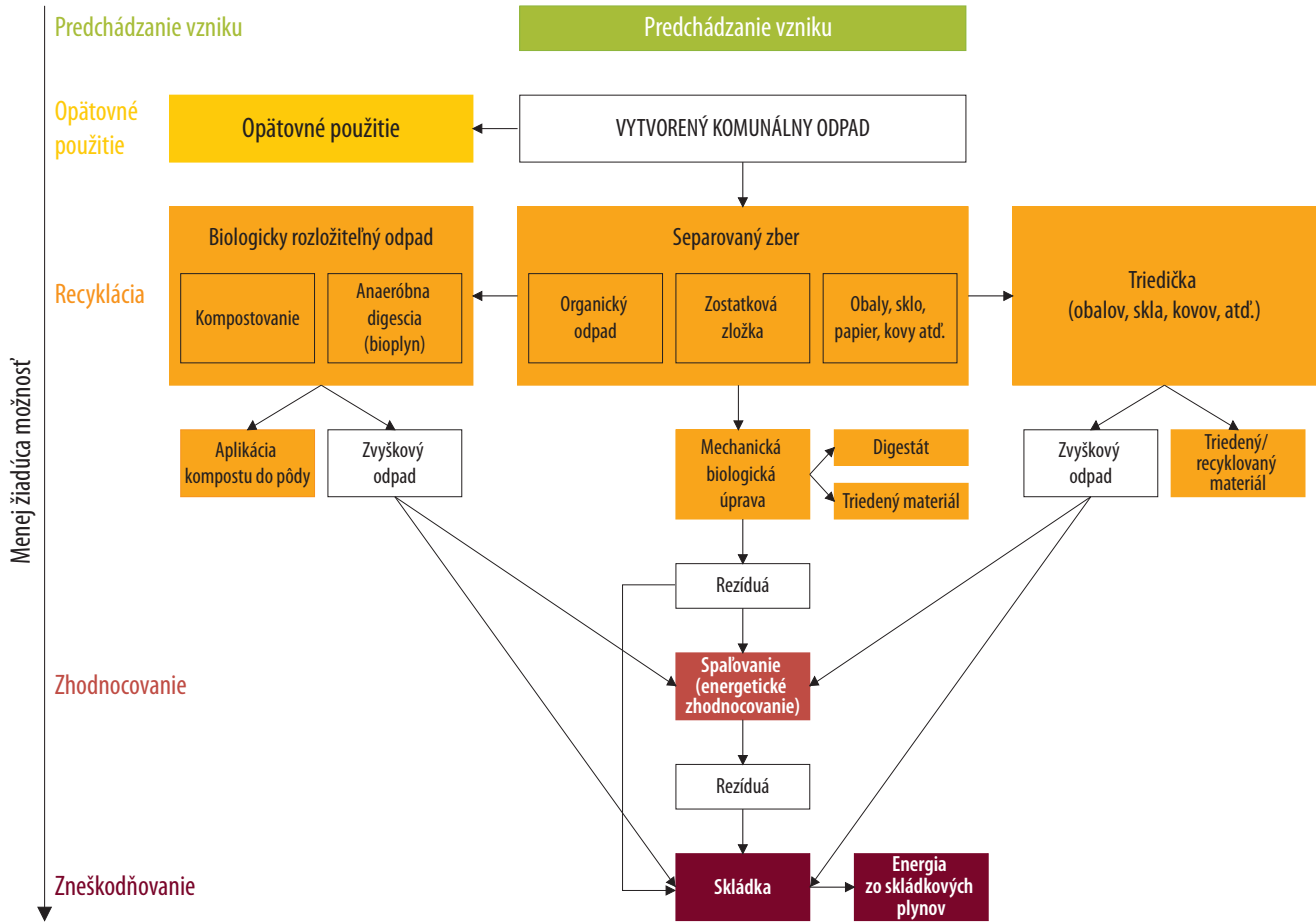 Predchádzanie vzniku
Predchádzanie vzniku
Opätovné
použitie
Opätovné použitie
VYTVORENÝ KOMUNÁLNY ODPAD
Menej žiadúca možnosť
Recyklácia
Biologicky rozložiteľný odpad
Kompostovanie
Anaeróbna
digescia
(bioplyn)
Separovaný zber
Organický
odpad
Zostatková
zložka
Obaly, sklo,
papier, kovy atď.
Triedička
(obalov, skla, kovov, atď.)
Aplikácia
kompostu do pôdy
Zvyškový
odpad
Mechanická
biologická
úprava
Digestát
Triedený materiál
Zvyškový
odpad
Triedený/
recyklovaný
materiál
Rezíduá
Zhodnocovanie
Spaľovanie
(energetické
zhodnocovanie)
Rezíduá
Zneškodňovanie
Skládka
Energia
zo skládkových
plynov